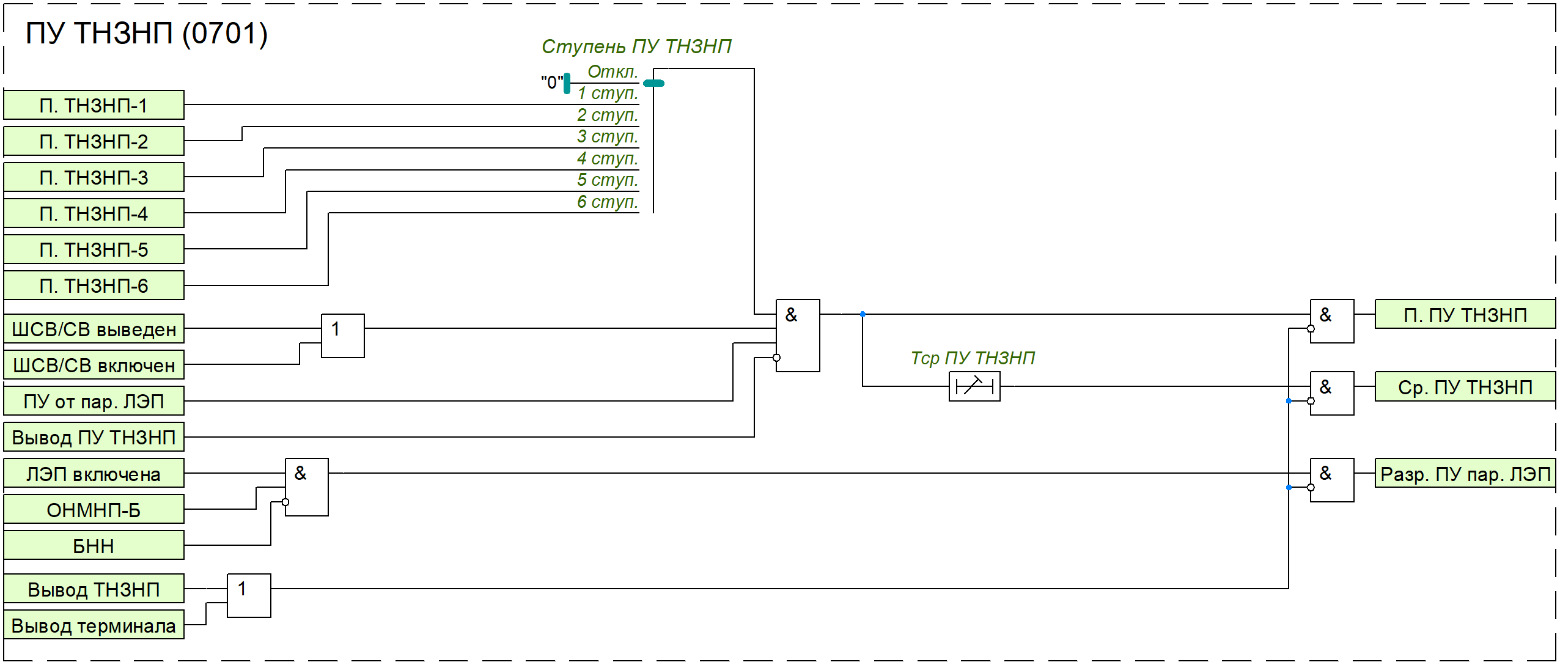 ПУ ТНЗНП (0701)
Ступень ПУ ТНЗНП
"0"
Откл.
1 ступ.
2 ступ.
3 ступ.
4 ступ.
5 ступ.
6 ступ.
П. ТНЗНП-1
П. ТНЗНП-2
П. ТНЗНП-3
П. ТНЗНП-4
П. ТНЗНП-5
П. ТНЗНП-6
ШСВ/СВ выведен
ШСВ/СВ включен
1
ПУ от пар. ЛЭП
Вывод ПУ ТНЗНП
&
Тср ПУ ТНЗНП
ЛЭП включена
ОНМНП-Б
БНН
&
Вывод ТНЗНП
Вывод терминала
1
&
П. ПУ ТНЗНП
&
Ср. ПУ ТНЗНП
&
Разр. ПУ пар. ЛЭП